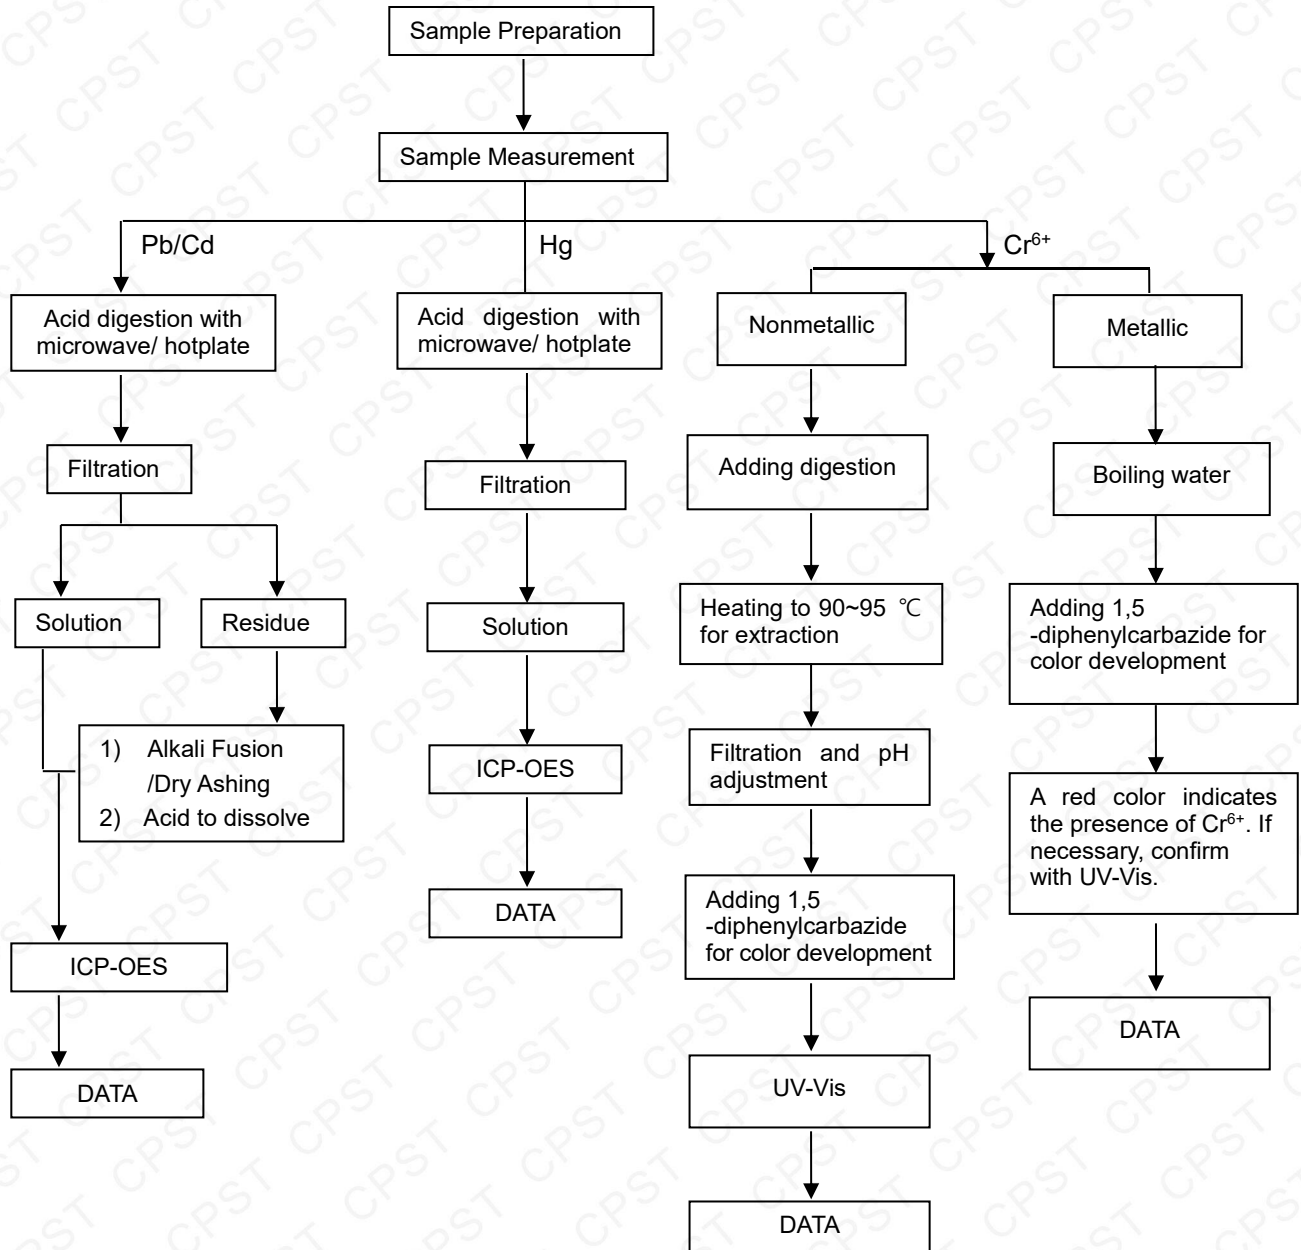 Sample Preparation
Sample Measurement
Pb/Cd
Hg
Cr⁶⁺
Acid digestion with
microwave/ hotplate
Filtration
Solution
Residue
1) Alkali Fusion
/Dry Ashing
2) Acid to dissolve
ICP-OES
DATA
Acid digestion with
microwave/ hotplate
Filtration
Solution
ICP-OES
DATA
Nonmetallic
Adding digestion
Heating to 90~95 ℃
for extraction
Filtration and pH
adjustment
Adding 1,5
-diphenylcarbazide
for color development
UV-Vis
DATA
Metallic
Boiling water
Adding 1,5
-diphenylcarbazide for
color development
A red color indicates
the presence of Cr⁶⁺. If
necessary, confirm
with UV-Vis.
DATA
CPST